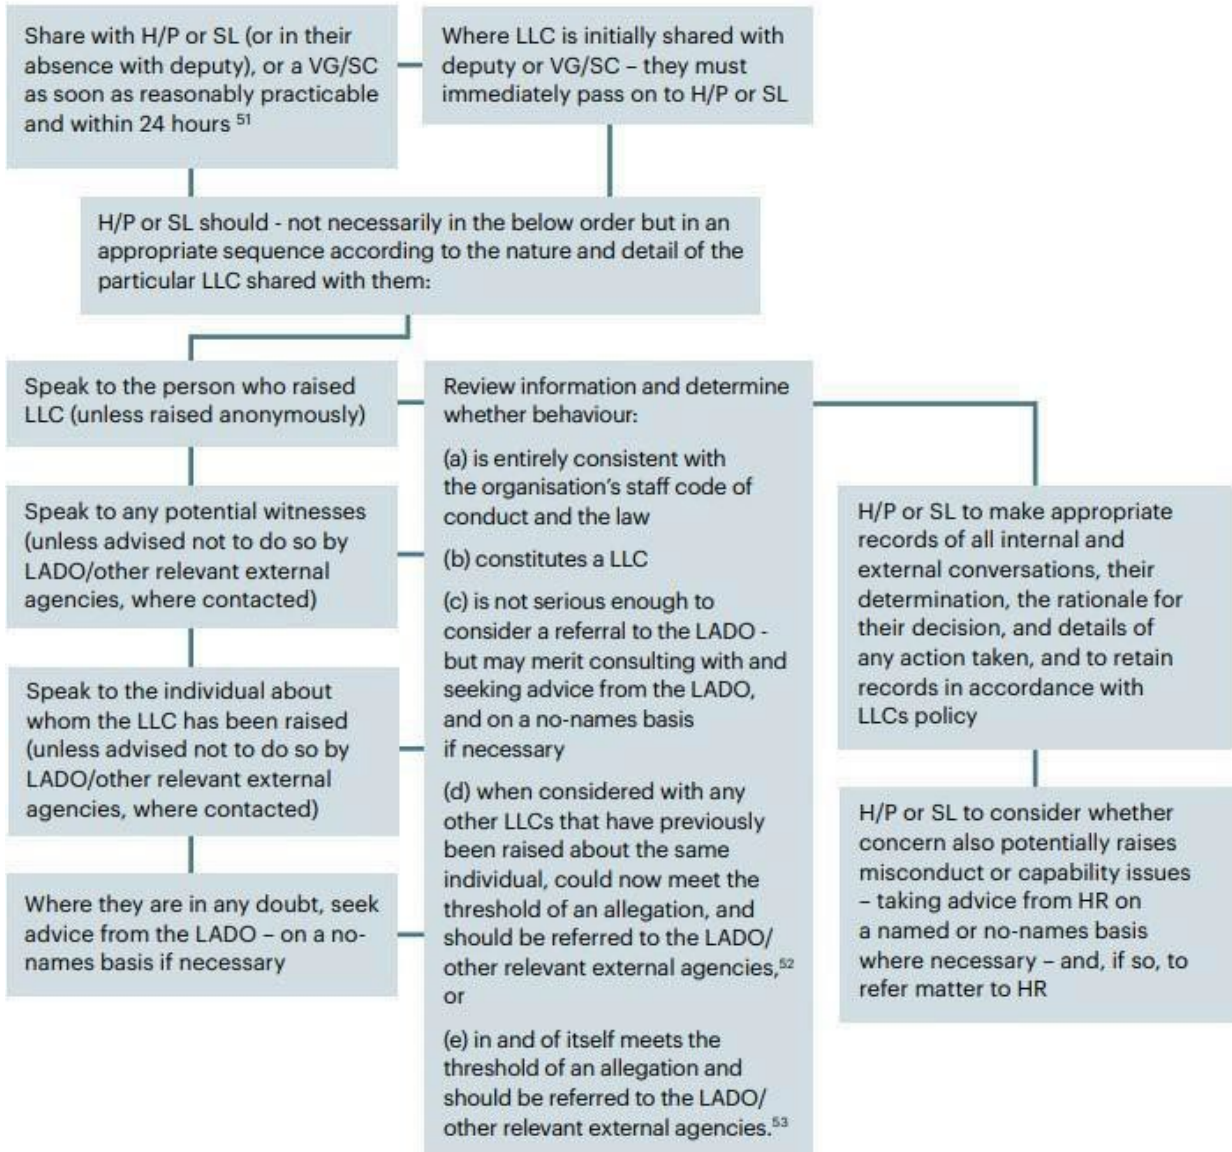 Share with H/P or SL (or in their
absence with deputy), or a VG/SC
as soon as reasonably practicable
and within 24 hours 51
Where LLC is initially shared with
deputy or VG/SC – they must
immediately pass on to H/P or SL
H/P or SL should - not necessarily in the below order but in an
appropriate sequence according to the nature and detail of the
particular LLC shared with them:
Speak to the person who raised
LLC (unless raised anonymously)
Speak to any potential witnesses
(unless advised not to do so by
LADO/other relevant external
agencies, where contacted)
Speak to the individual about
whom the LLC has been raised
(unless advised not to do so by
LADO/other relevant external
agencies, where contacted)
Where they are in any doubt, seek
advice from the LADO – on a no-
names basis if necessary
Review information and determine
whether behaviour:
(a) is entirely consistent with
the organisation's staff code of
conduct and the law
(b) constitutes a LLC
(c) is not serious enough to
consider a referral to the LADO -
but may merit consulting with and
seeking advice from the LADO,
and on a no-names basis
if necessary
(d) when considered with any
other LLCs that have previously
been raised about the same
individual, could now meet the
threshold of an allegation, and
should be referred to the LADO/
other relevant external agencies,52
or
(e) in and of itself meets the
threshold of an allegation and
should be referred to the LADO/
other relevant external agencies.53
H/P or SL to make appropriate
records of all internal and
external conversations, their
determination, the rationale for
their decision, and details of
any action taken, and to retain
records in accordance with
LLCs policy
H/P or SL to consider whether
concern also potentially raises
misconduct or capability issues
– taking advice from HR on
a named or no-names basis
where necessary – and, if so, to
refer matter to HR